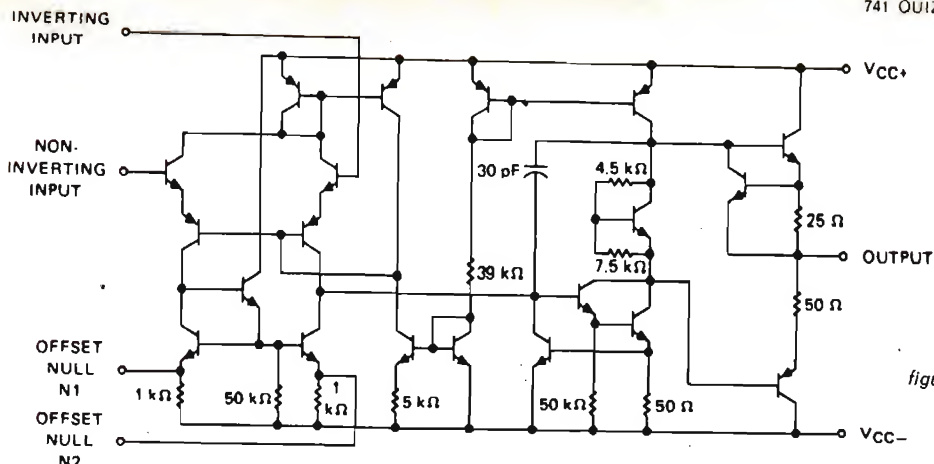 741 QUIZ
INVERTING
INPUT
VCC+
NON-
INVERTING
INPUT
30 pF
4.5 kΩ
25 Ω
7.5 kΩ
39 kΩ
OUTPUT
50 Ω
OFFSET
NULL
N1
1 kΩ
50 kΩ
1
kΩ
5 kΩ
50 kΩ
50 Ω
figu
OFFSET
NULL
N2
VCC−